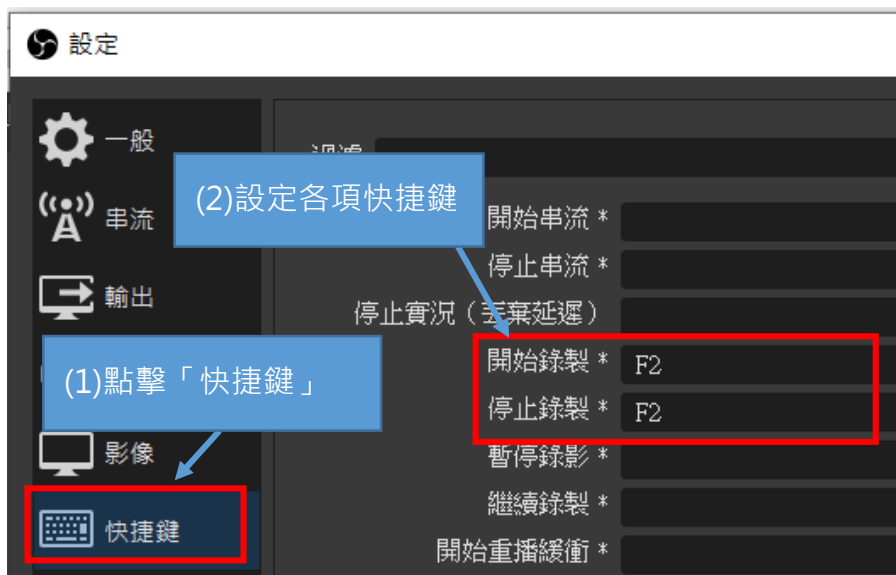 設定
一般
串流
輸出
影像
快捷鍵
(2)設定各項快捷鍵
(1)點擊「快捷鍵」
開始串流 *
停止串流 *
停止實況（丟棄延遲）
開始錄製 * F2
停止錄製 * F2
暫停錄影 *
繼續錄製 *
開始重播緩衝 *